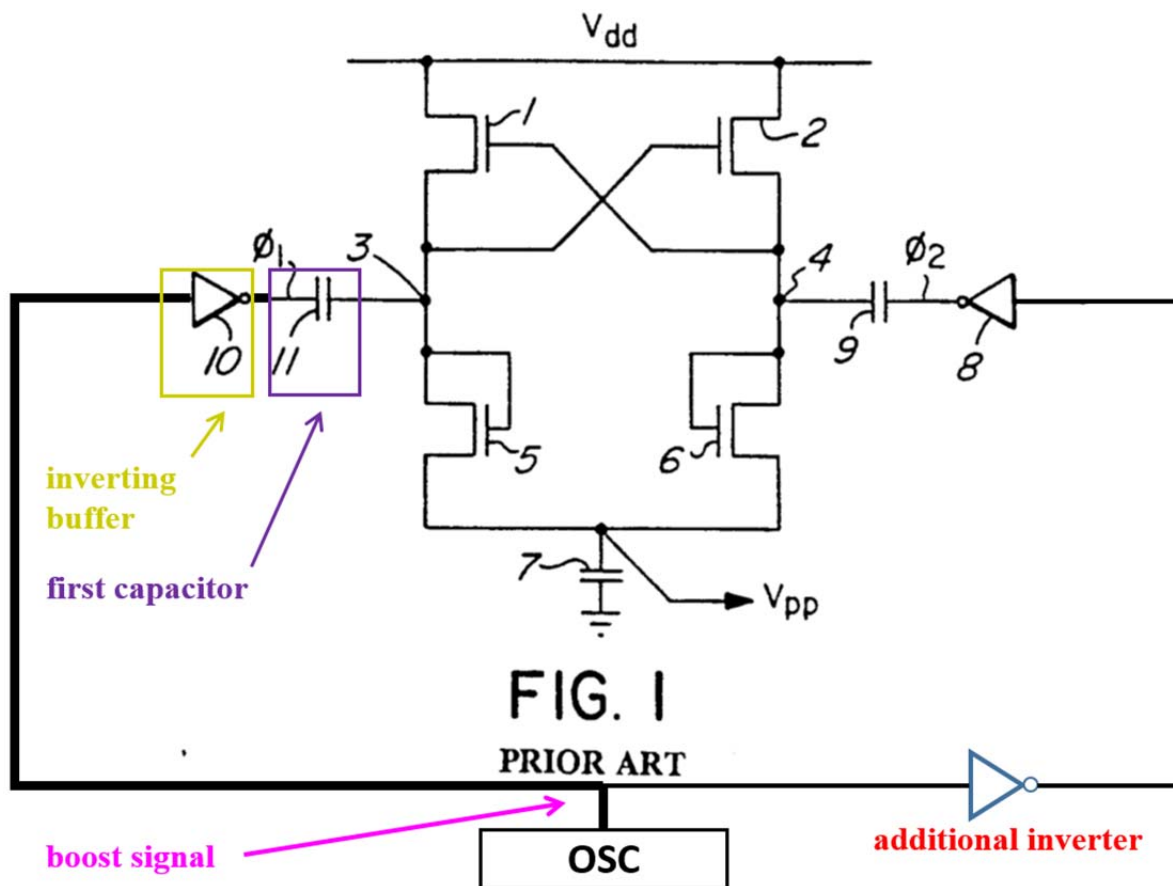 Vdd
1
2
ø1
3
4
ø2
10
11
9
8
5
6
inverting
buffer
first capacitor
7
Vpp
FIG. 1
PRIOR ART
boost signal
OSC
additional inverter